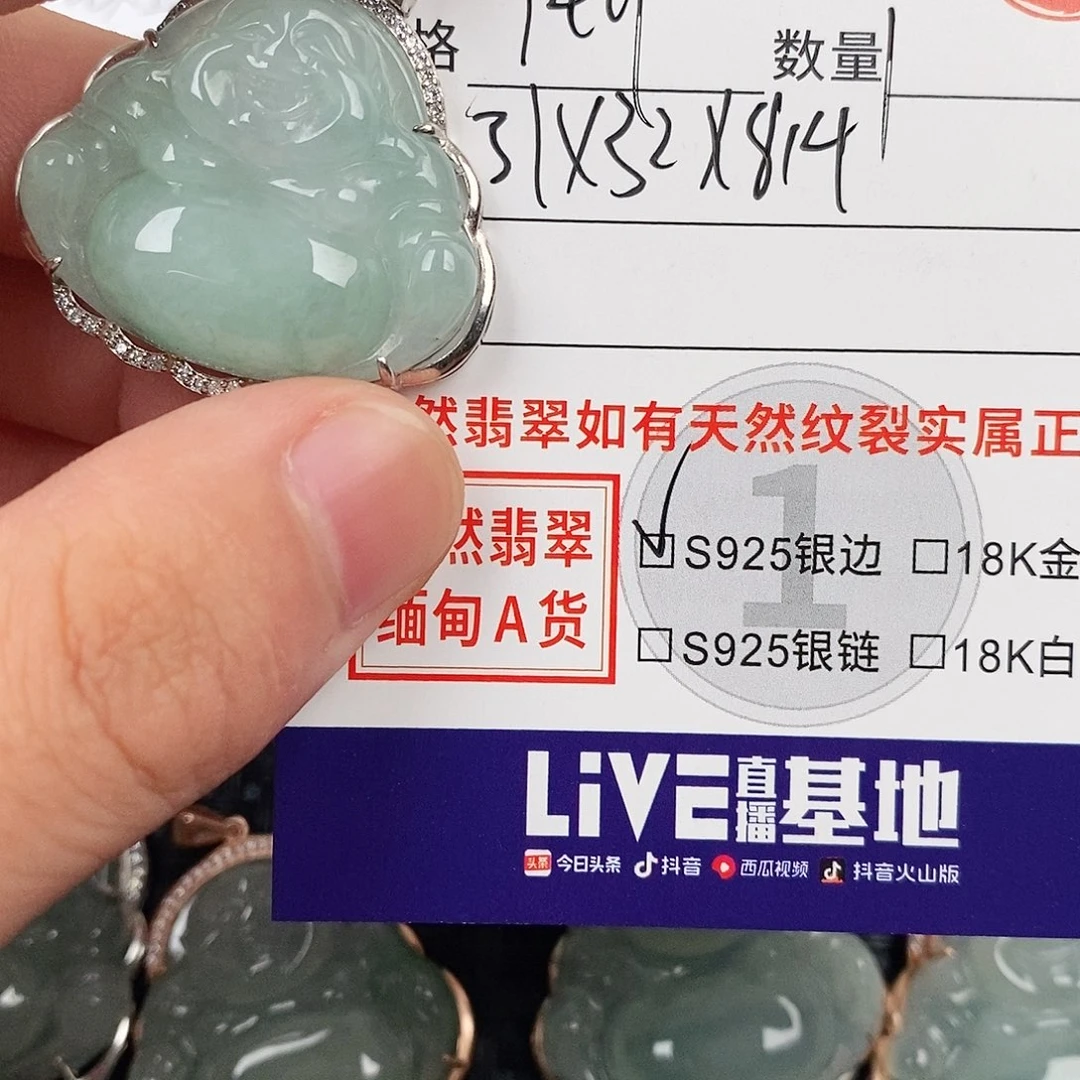 格 数量
31X32X8.4
然翡翠如有天然纹裂实属正
然翡翠
缅甸A货
S925银边 18K金
S925银链 18K白
1
LiVE直播基地
今日头条 抖音 西瓜视频 抖音火山版